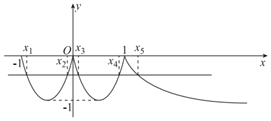 y
x₁ O x₃ 1 x₅
-1 x₂ x₄ x
-1